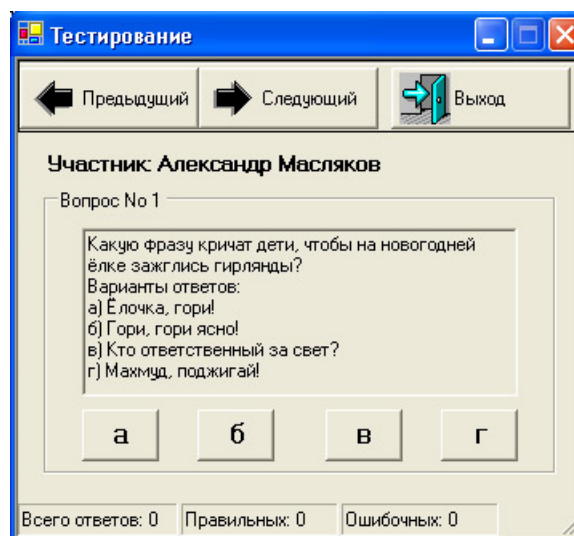 Тестирование
Предыдущий Следующий Выход
Участник: Александр Масляков
Вопрос No 1
Какую фразу кричат дети, чтобы на новогодней
ёлке зажглись гирлянды?
Варианты ответов:
а) Ёлочка, гори!
б) Гори, гори ясно!
в) Кто ответственный за свет?
г) Махмуд, поджигай!
а б в г
Всего ответов: 0 Правильных: 0 Ошибочных: 0